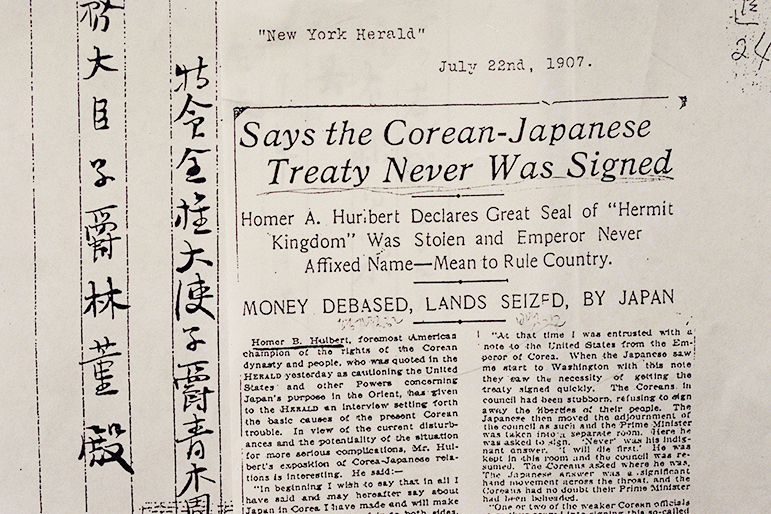 24
"New York Herald"
July 22nd, 1907.
Says the Corean-Japanese
Treaty Never Was Signed
Homer A. Hurlbert Declares Great Seal of "Hermit
Kingdom" Was Stolen and Emperor Never
Affixed Name—Mean to Rule Country.
MONEY DEBASED, LANDS SEIZED, BY JAPAN
Homer B. Hulbert, foremost American
champion of the rights of the Corean
dynasty and people, who was quoted in the
HERALD yesterday as cautioning the United
States and other Powers concerning
Japan's purpose in the Orient, has given
to the HERALD an interview setting forth
the basic causes of the present Corean
trouble. In view of the current disturb-
ances and the potentiality of the situation
for more serious complications, Mr. Hul-
bert's exposition of Corea-Japanese rela-
tions is interesting. He said:—
"In beginning I wish to say that in all I
have said and may hereafter say about
Japan in Corea I have made and will make
"At that time I was entrusted with a
note to the United States from the Em-
peror of Corea. When the Japanese saw
me start to Washington with this note
they saw the necessity of getting the
treaty signed quickly. The Coreans in
council had been stubborn, refusing to sign
away the liberties of their people. The
Japanese then moved the adjournment of
the council as such and the Prime Minister
was taken into a separate room. Here he
was asked to sign. 'Never' was his indig-
nant answer. 'I will die first.' He was
kept in this room and the council was re-
sumed. The Coreans asked where he was.
The Japanese answer was a significant
hand movement across the throat, and the
Coreans had no doubt their Prime Minister
had been beheaded.
"One or two of the weaker Corean officials
特命全権大使子爵青木周
務大臣子爵林董殿